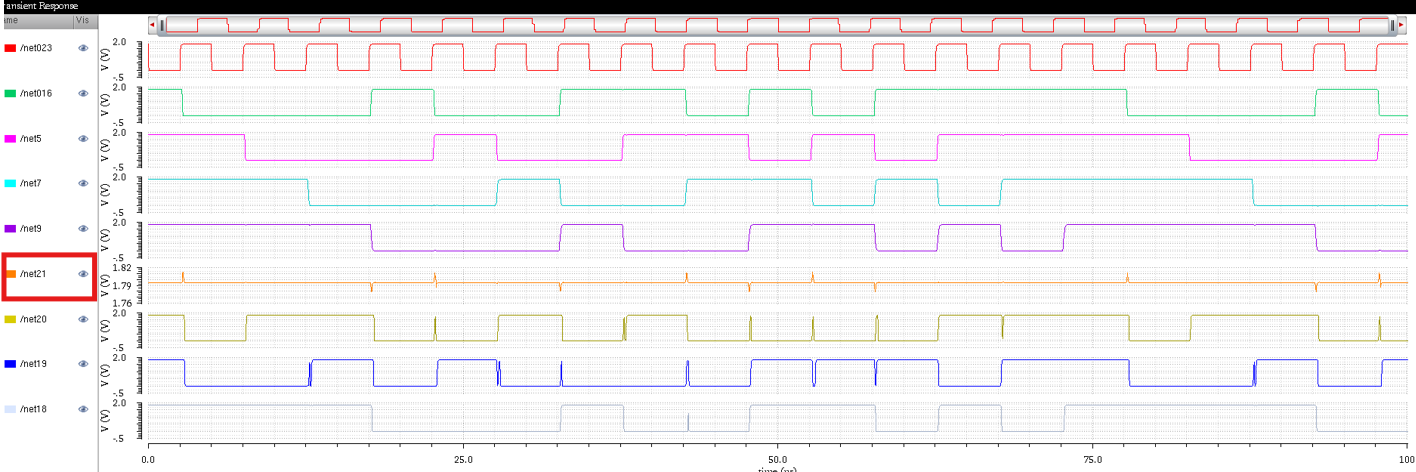 ransient Response
me Vis
/net023
2.0
V (V)
-.5
/net016
2.0
V (V)
-.5
/net5
2.0
V (V)
-.5
/net7
2.0
V (V)
-.5
/net9
2.0
V (V)
-.5
/net21
1.82
1.79
V (V)
1.76
/net20
2.0
V (V)
-.5
/net19
2.0
V (V)
-.5
/net18
2.0
V (V)
-.5
0.0 25.0 50.0 75.0 100